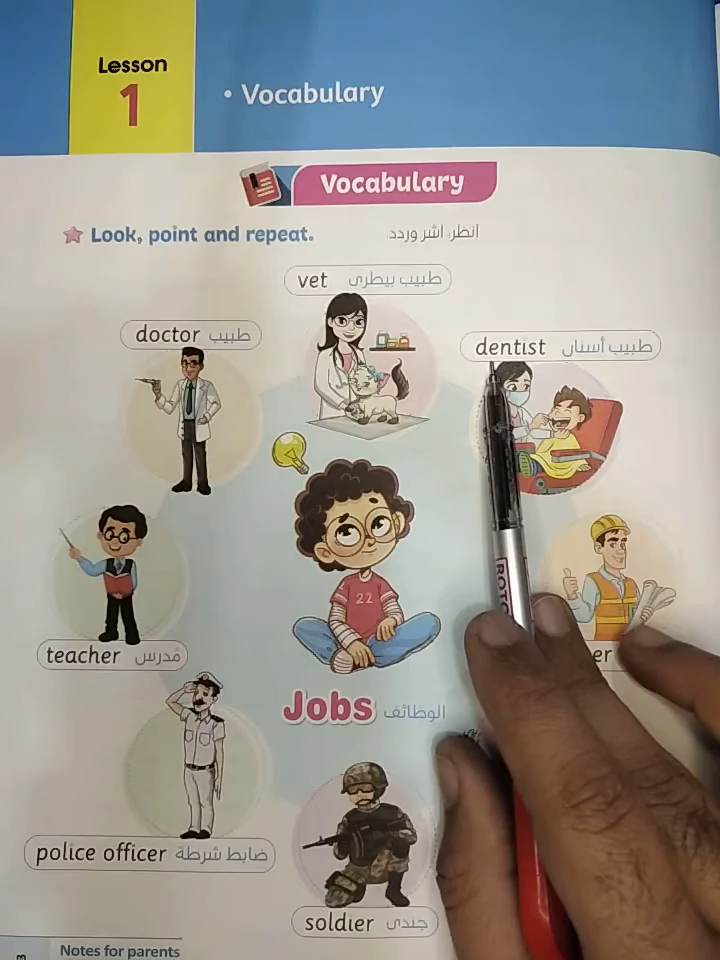 Lesson
1
• Vocabulary
Vocabulary
Look, point and repeat. انظر، اشر وردد
vet طبيب بيطرى
doctor طبيب
dentist طبيب أسنان
22
teacher مُدرس
Jobs الوظائف
police officer ضابط شرطة
soldier جندى
Notes for parents